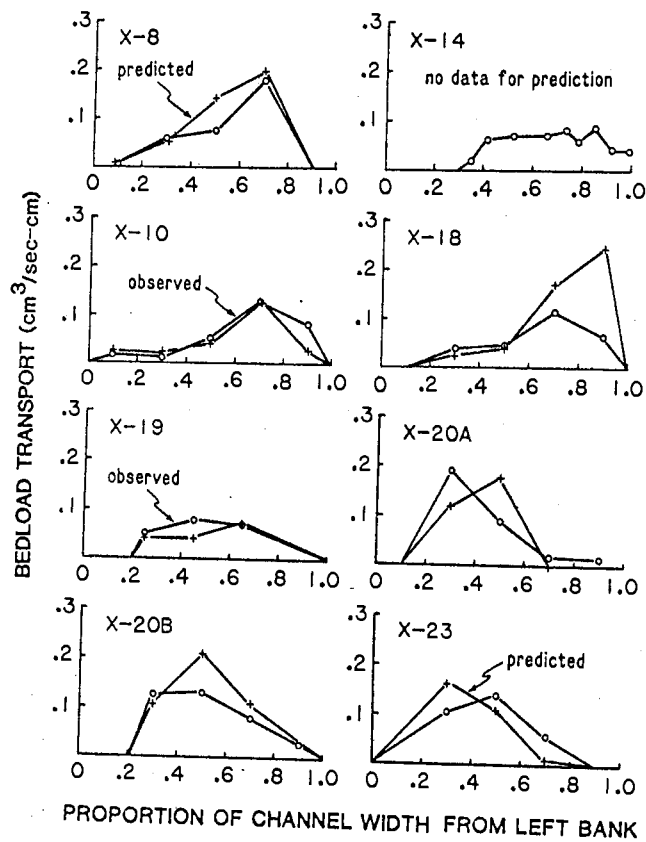 X-8
predicted
.3
.2
.1
0 .2 .4 .6 .8 1.0
X-14
no data for prediction
.3
.2
.1
0 .2 .4 .6 .8 1.0
X-10
observed
.3
.2
.1
0 .2 .4 .6 .8 1.0
X-18
.3
.2
.1
0 .2 .4 .6 .8 1.0
X-19
observed
.3
.2
.1
0 .2 .4 .6 .8 1.0
X-20A
.3
.2
.1
0 .2 .4 .6 .8 1.0
X-20B
.3
.2
.1
0 .2 .4 .6 .8 1.0
X-23
predicted
.3
.2
.1
0 .2 .4 .6 .8 1.0
BEDLOAD TRANSPORT (cm³/sec-cm)
PROPORTION OF CHANNEL WIDTH FROM LEFT BANK